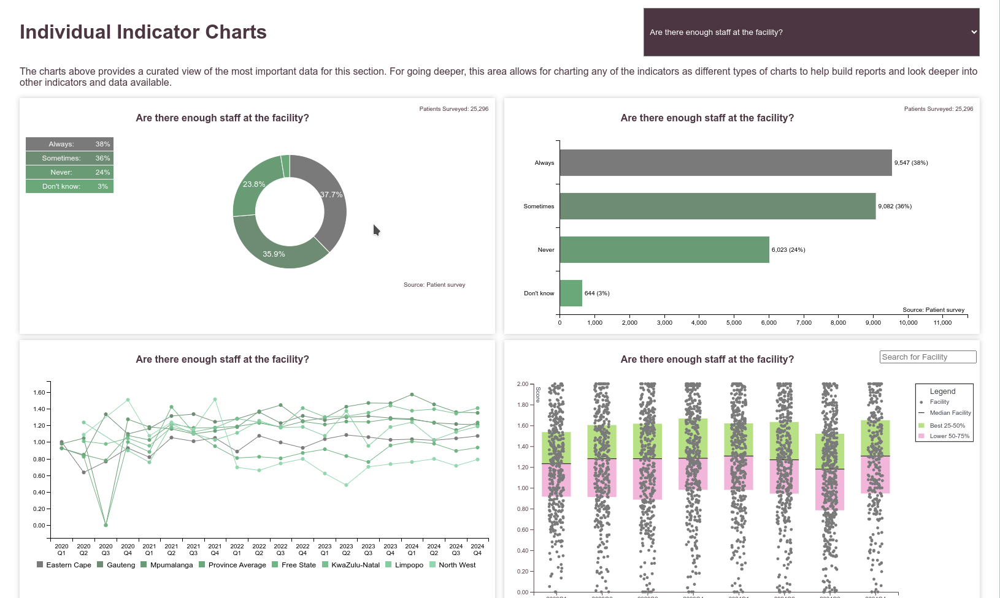 Individual Indicator Charts
Are there enough staff at the facility?
The charts above provides a curated view of the most important data for this section. For going deeper, this area allows for charting any of the indicators as different types of charts to help build reports and look deeper into
other indicators and data available.
Patients Surveyed: 25,296
Are there enough staff at the facility?
Always: 38%
Sometimes: 36%
Never: 24%
Don't know: 3%
23.8%
37.7%
35.9%
Source: Patient survey
Patients Surveyed: 25,296
Are there enough staff at the facility?
Always 9,547 (38%)
Sometimes 9,082 (36%)
Never 6,023 (24%)
Don't know 644 (3%)
Source: Patient survey
0 1,000 2,000 3,000 4,000 5,000 6,000 7,000 8,000 9,000 10,000 11,000
Are there enough staff at the facility?
1.60
1.40
1.20
1.00
0.80
0.60
0.40
0.20
0.00
2020 2020 2020 2020 2021 2021 2021 2021 2022 2022 2022 2022 2023 2023 2023 2023 2024 2024 2024 2024
Q1 Q2 Q3 Q4 Q1 Q2 Q3 Q4 Q1 Q2 Q3 Q4 Q1 Q2 Q3 Q3 Q1 Q2 Q3 Q4
Eastern Cape Gauteng Mpumalanga Province Average Free State KwaZulu-Natal Limpopo North West
Are there enough staff at the facility?
Search for Facility
Score
2.00
1.80
1.60
1.40
1.20
1.00
0.80
0.60
0.40
0.20
0.00
Legend
Facility
Median Facility
Best 25-50%
Lower 50-75%